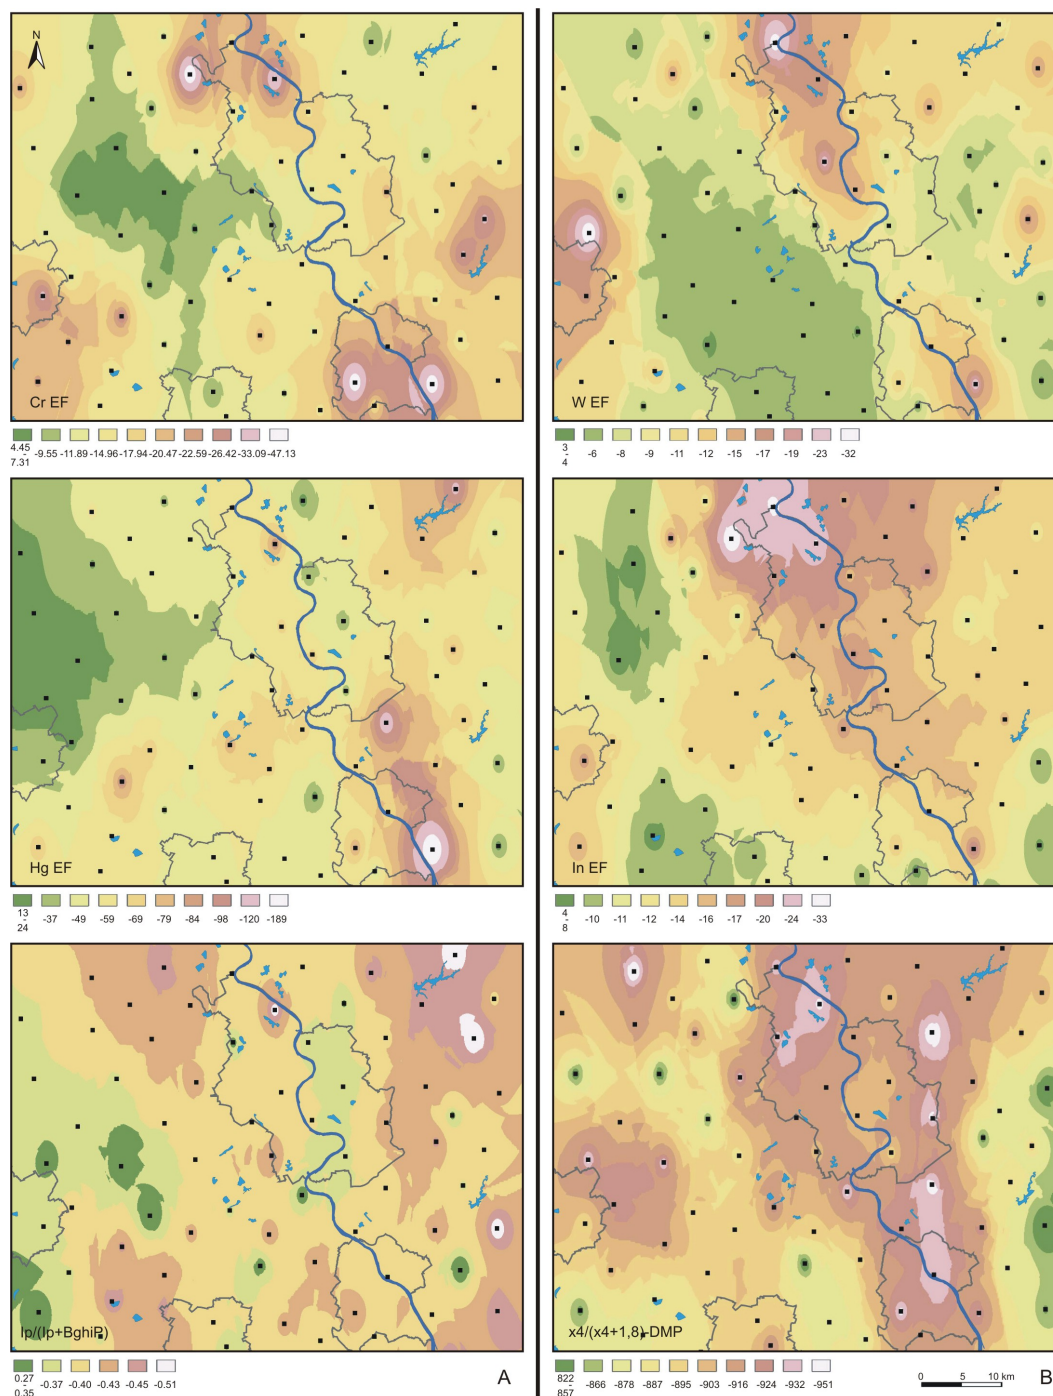 N
Cr EF
4.45
-
7.31
-9.55 -11.89 -14.96 -17.94 -20.47 -22.59 -26.42 -33.09 -47.13
W EF
3
-
4
-6 -8 -9 -11 -12 -15 -17 -19 -23 -32
Hg EF
13
-
24
-37 -49 -59 -69 -79 -84 -98 -120 -189
In EF
4
-
8
-10 -11 -12 -14 -16 -17 -20 -24 -33
Ip/(Ip+BghiP)
0.27
-
0.35
-0.37 -0.40 -0.43 -0.45 -0.51
A
x4/(x4+1,8)-DMP
822
-
857
-866 -878 -887 -895 -903 -916 -924 -932 -951
0 5 10 km
B